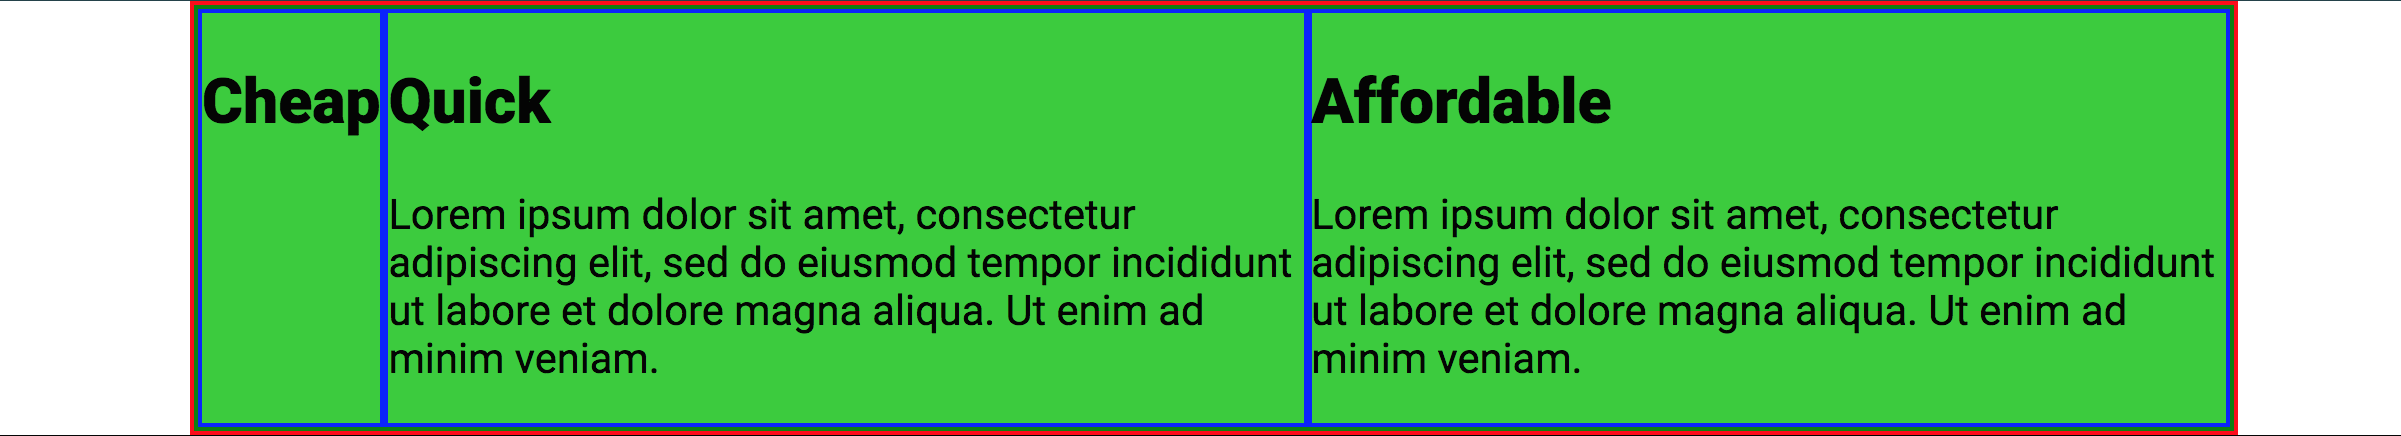 Cheap
Quick
Lorem ipsum dolor sit amet, consectetur
adipiscing elit, sed do eiusmod tempor incididunt
ut labore et dolore magna aliqua. Ut enim ad
minim veniam.
Affordable
Lorem ipsum dolor sit amet, consectetur
adipiscing elit, sed do eiusmod tempor incididunt
ut labore et dolore magna aliqua. Ut enim ad
minim veniam.